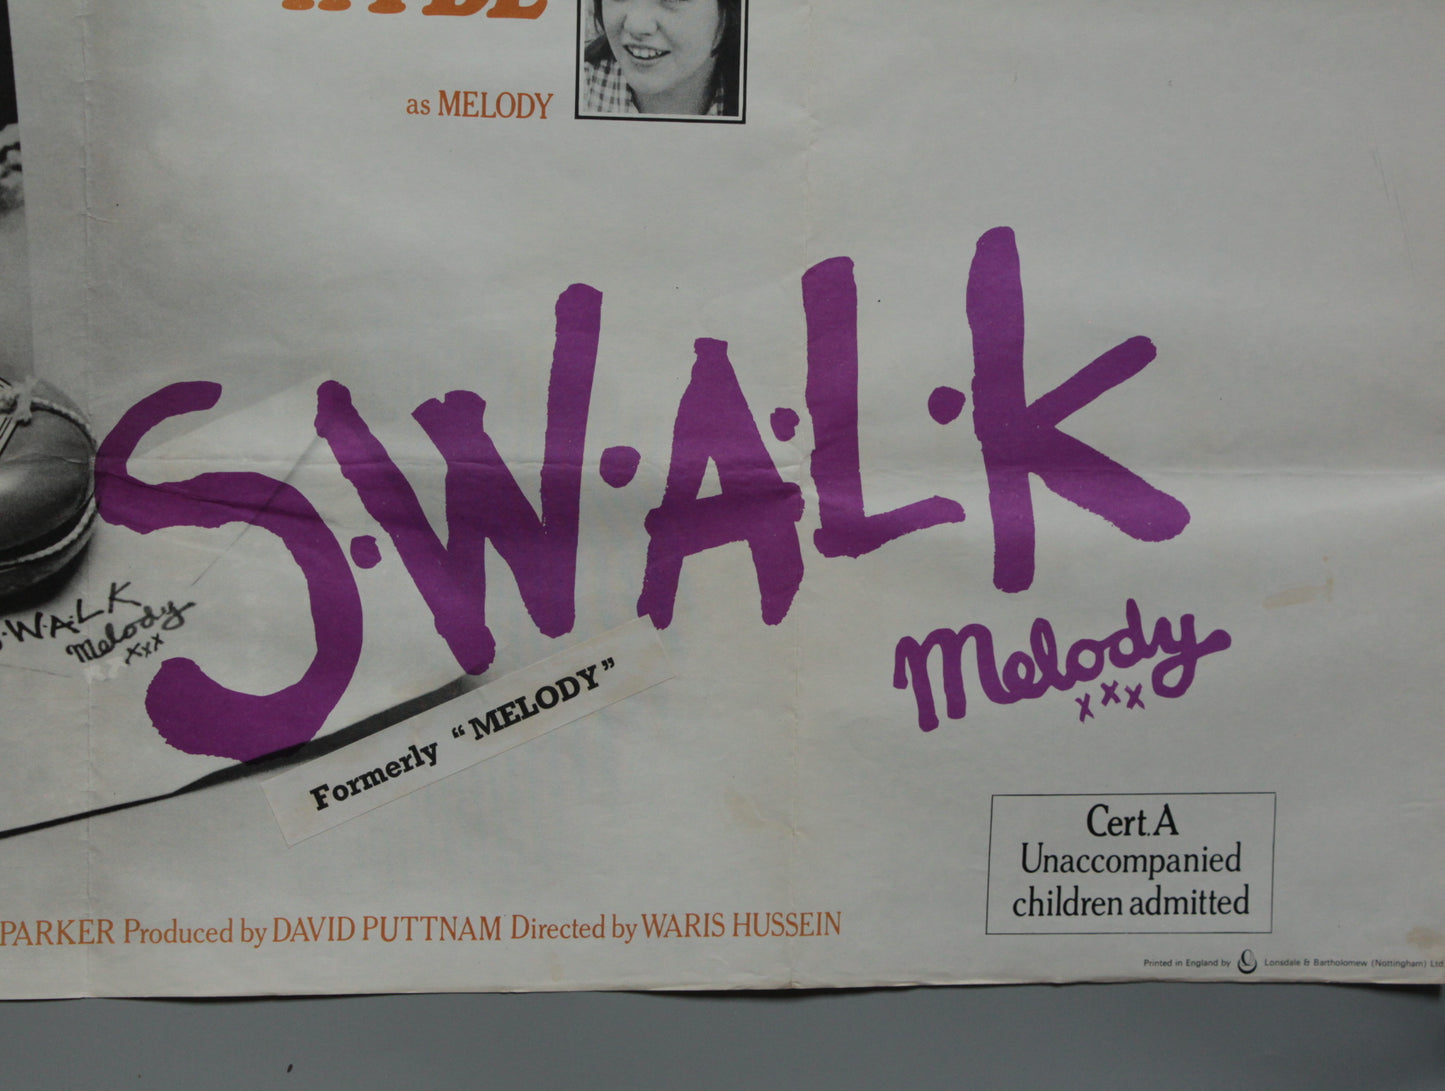 HYDE
as MELODY
S.W.A.L.K
Melody
xxx
W.A.L.K
Melody
xxx
Formerly “MELODY”
Cert.A
Unaccompanied
children admitted
PARKER Produced by DAVID PUTTNAM Directed by WARIS HUSSEIN
Printed in England by Lonsdale & Bartholomew (Nottingham) Ltd